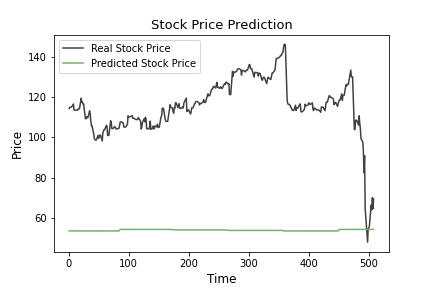 Stock Price Prediction
Real Stock Price
Predicted Stock Price
140
120
100
80
60
Price
0 100 200 300 400 500
Time